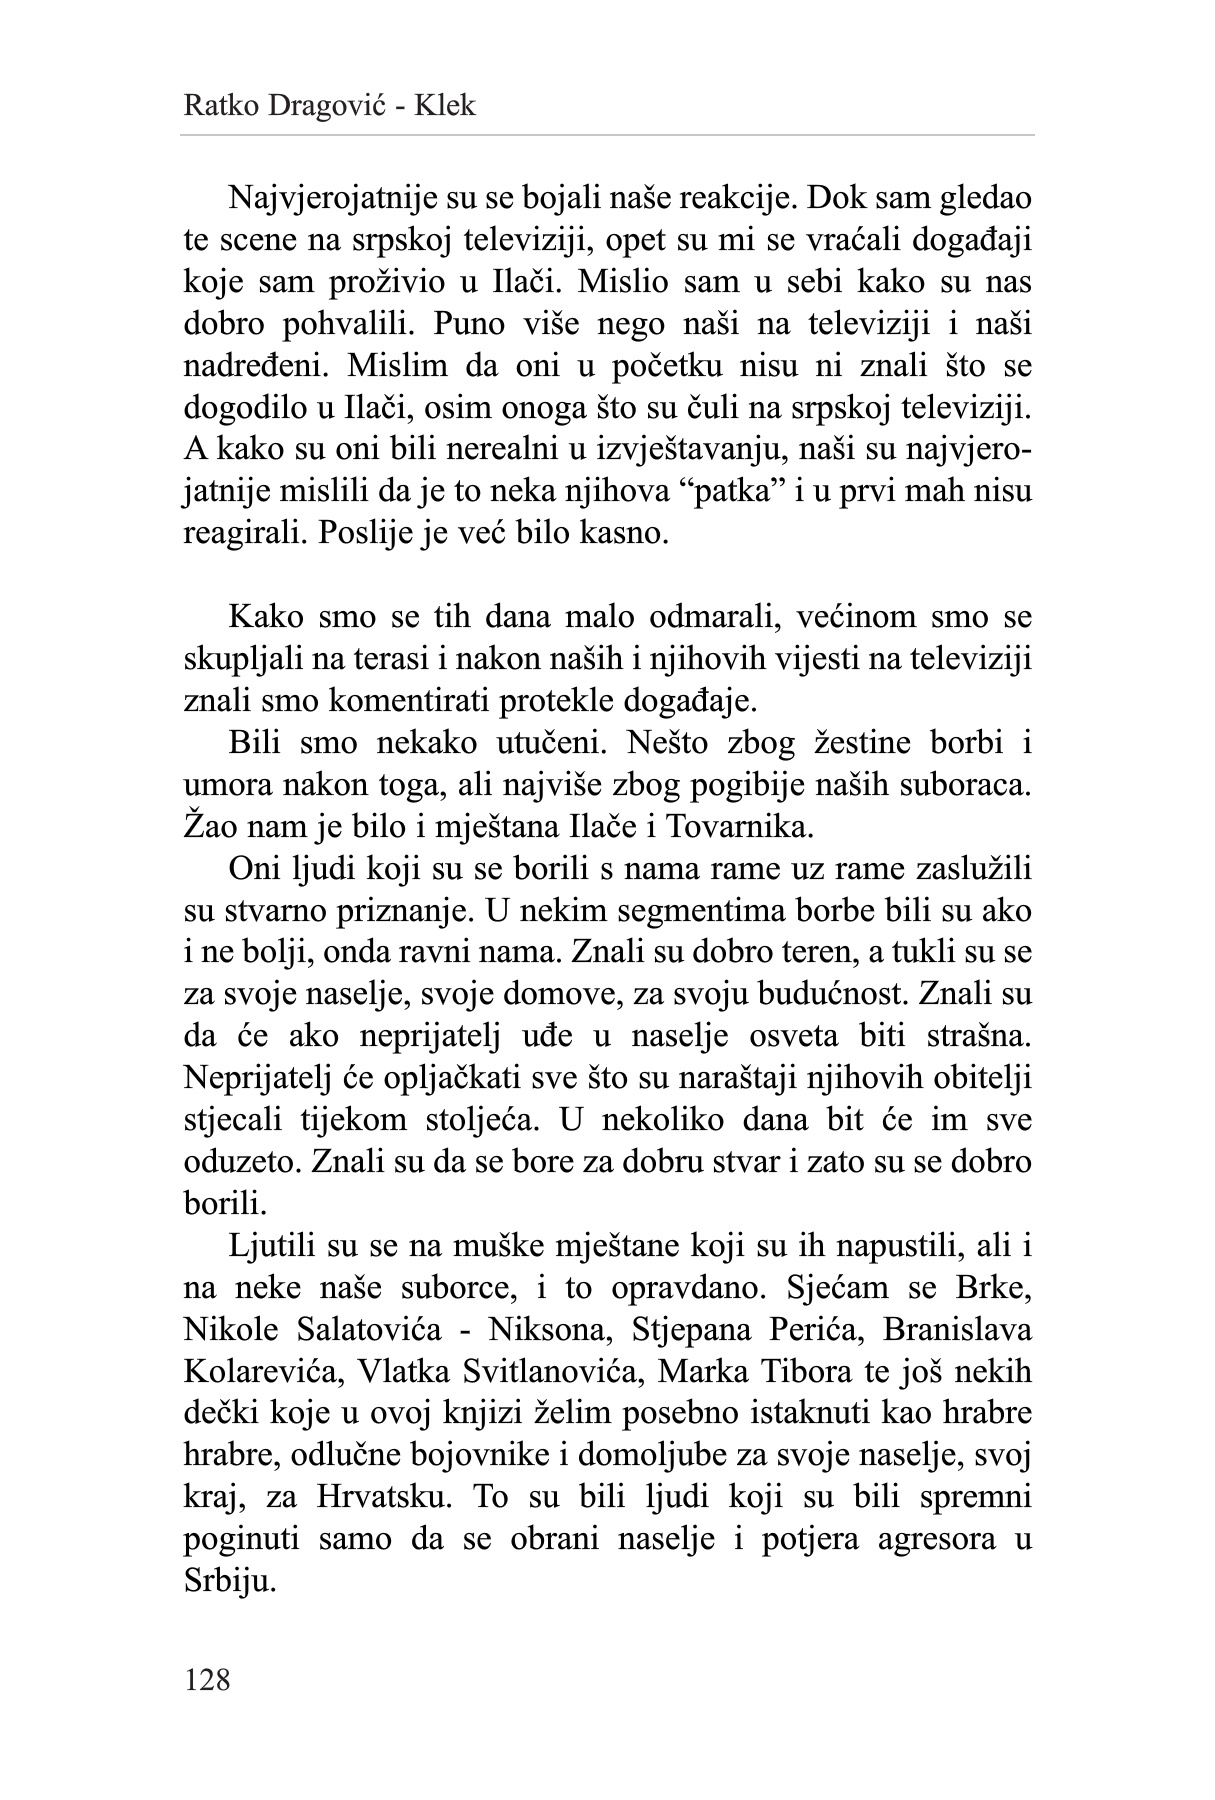 Ratko Dragović - Klek
Najvjerojatnije su se bojali naše reakcije. Dok sam gledao
te scene na srpskoj televiziji, opet su mi se vraćali događaji
koje sam proživio u Ilači. Mislio sam u sebi kako su nas
dobro pohvalili. Puno više nego naši na televiziji i naši
nadređeni. Mislim da oni u početku nisu ni znali što se
dogodilo u Ilači, osim onoga što su čuli na srpskoj televiziji.
A kako su oni bili nerealni u izvještavanju, naši su najvjero-
jatnije mislili da je to neka njihova “patka” i u prvi mah nisu
reagirali. Poslije je već bilo kasno.
Kako smo se tih dana malo odmarali, većinom smo se
skupljali na terasi i nakon naših i njihovih vijesti na televiziji
znali smo komentirati protekle događaje.
Bili smo nekako utučeni. Nešto zbog žestine borbi i
umora nakon toga, ali najviše zbog pogibije naših suboraca.
Žao nam je bilo i mještana Ilače i Tovarnika.
Oni ljudi koji su se borili s nama rame uz rame zaslužili
su stvarno priznanje. U nekim segmentima borbe bili su ako
i ne bolji, onda ravni nama. Znali su dobro teren, a tukli su se
za svoje naselje, svoje domove, za svoju budućnost. Znali su
da će ako neprijatelj uđe u naselje osveta biti strašna.
Neprijatelj će opljačkati sve što su naraštaji njihovih obitelji
stjecali tijekom stoljeća. U nekoliko dana bit će im sve
oduzeto. Znali su da se bore za dobru stvar i zato su se dobro
borili.
Ljutili su se na muške mještane koji su ih napustili, ali i
na neke naše suborce, i to opravdano. Sjećam se Brke,
Nikole Salatovića - Niksona, Stjepana Perića, Branislava
Kolarevića, Vlatka Svitlanovića, Marka Tibora te još nekih
dečki koje u ovoj knjizi želim posebno istaknuti kao hrabre
hrabre, odlučne bojovnike i domoljube za svoje naselje, svoj
kraj, za Hrvatsku. To su bili ljudi koji su bili spremni
poginuti samo da se obrani naselje i potjera agresora u
Srbiju.
128